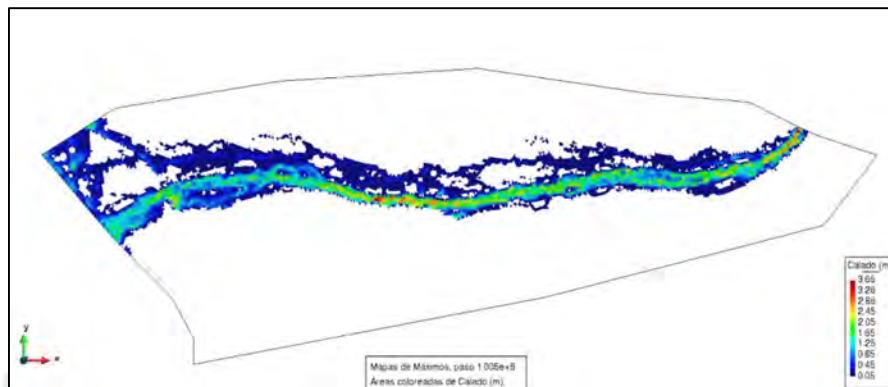 y
x
Calado (m)
3.65
3.26
2.86
2.45
2.05
1.65
1.25
0.85
0.45
0.05
Mapas de Máximos, paso 1.005e+6
Áreas coloreadas de Calado (m).